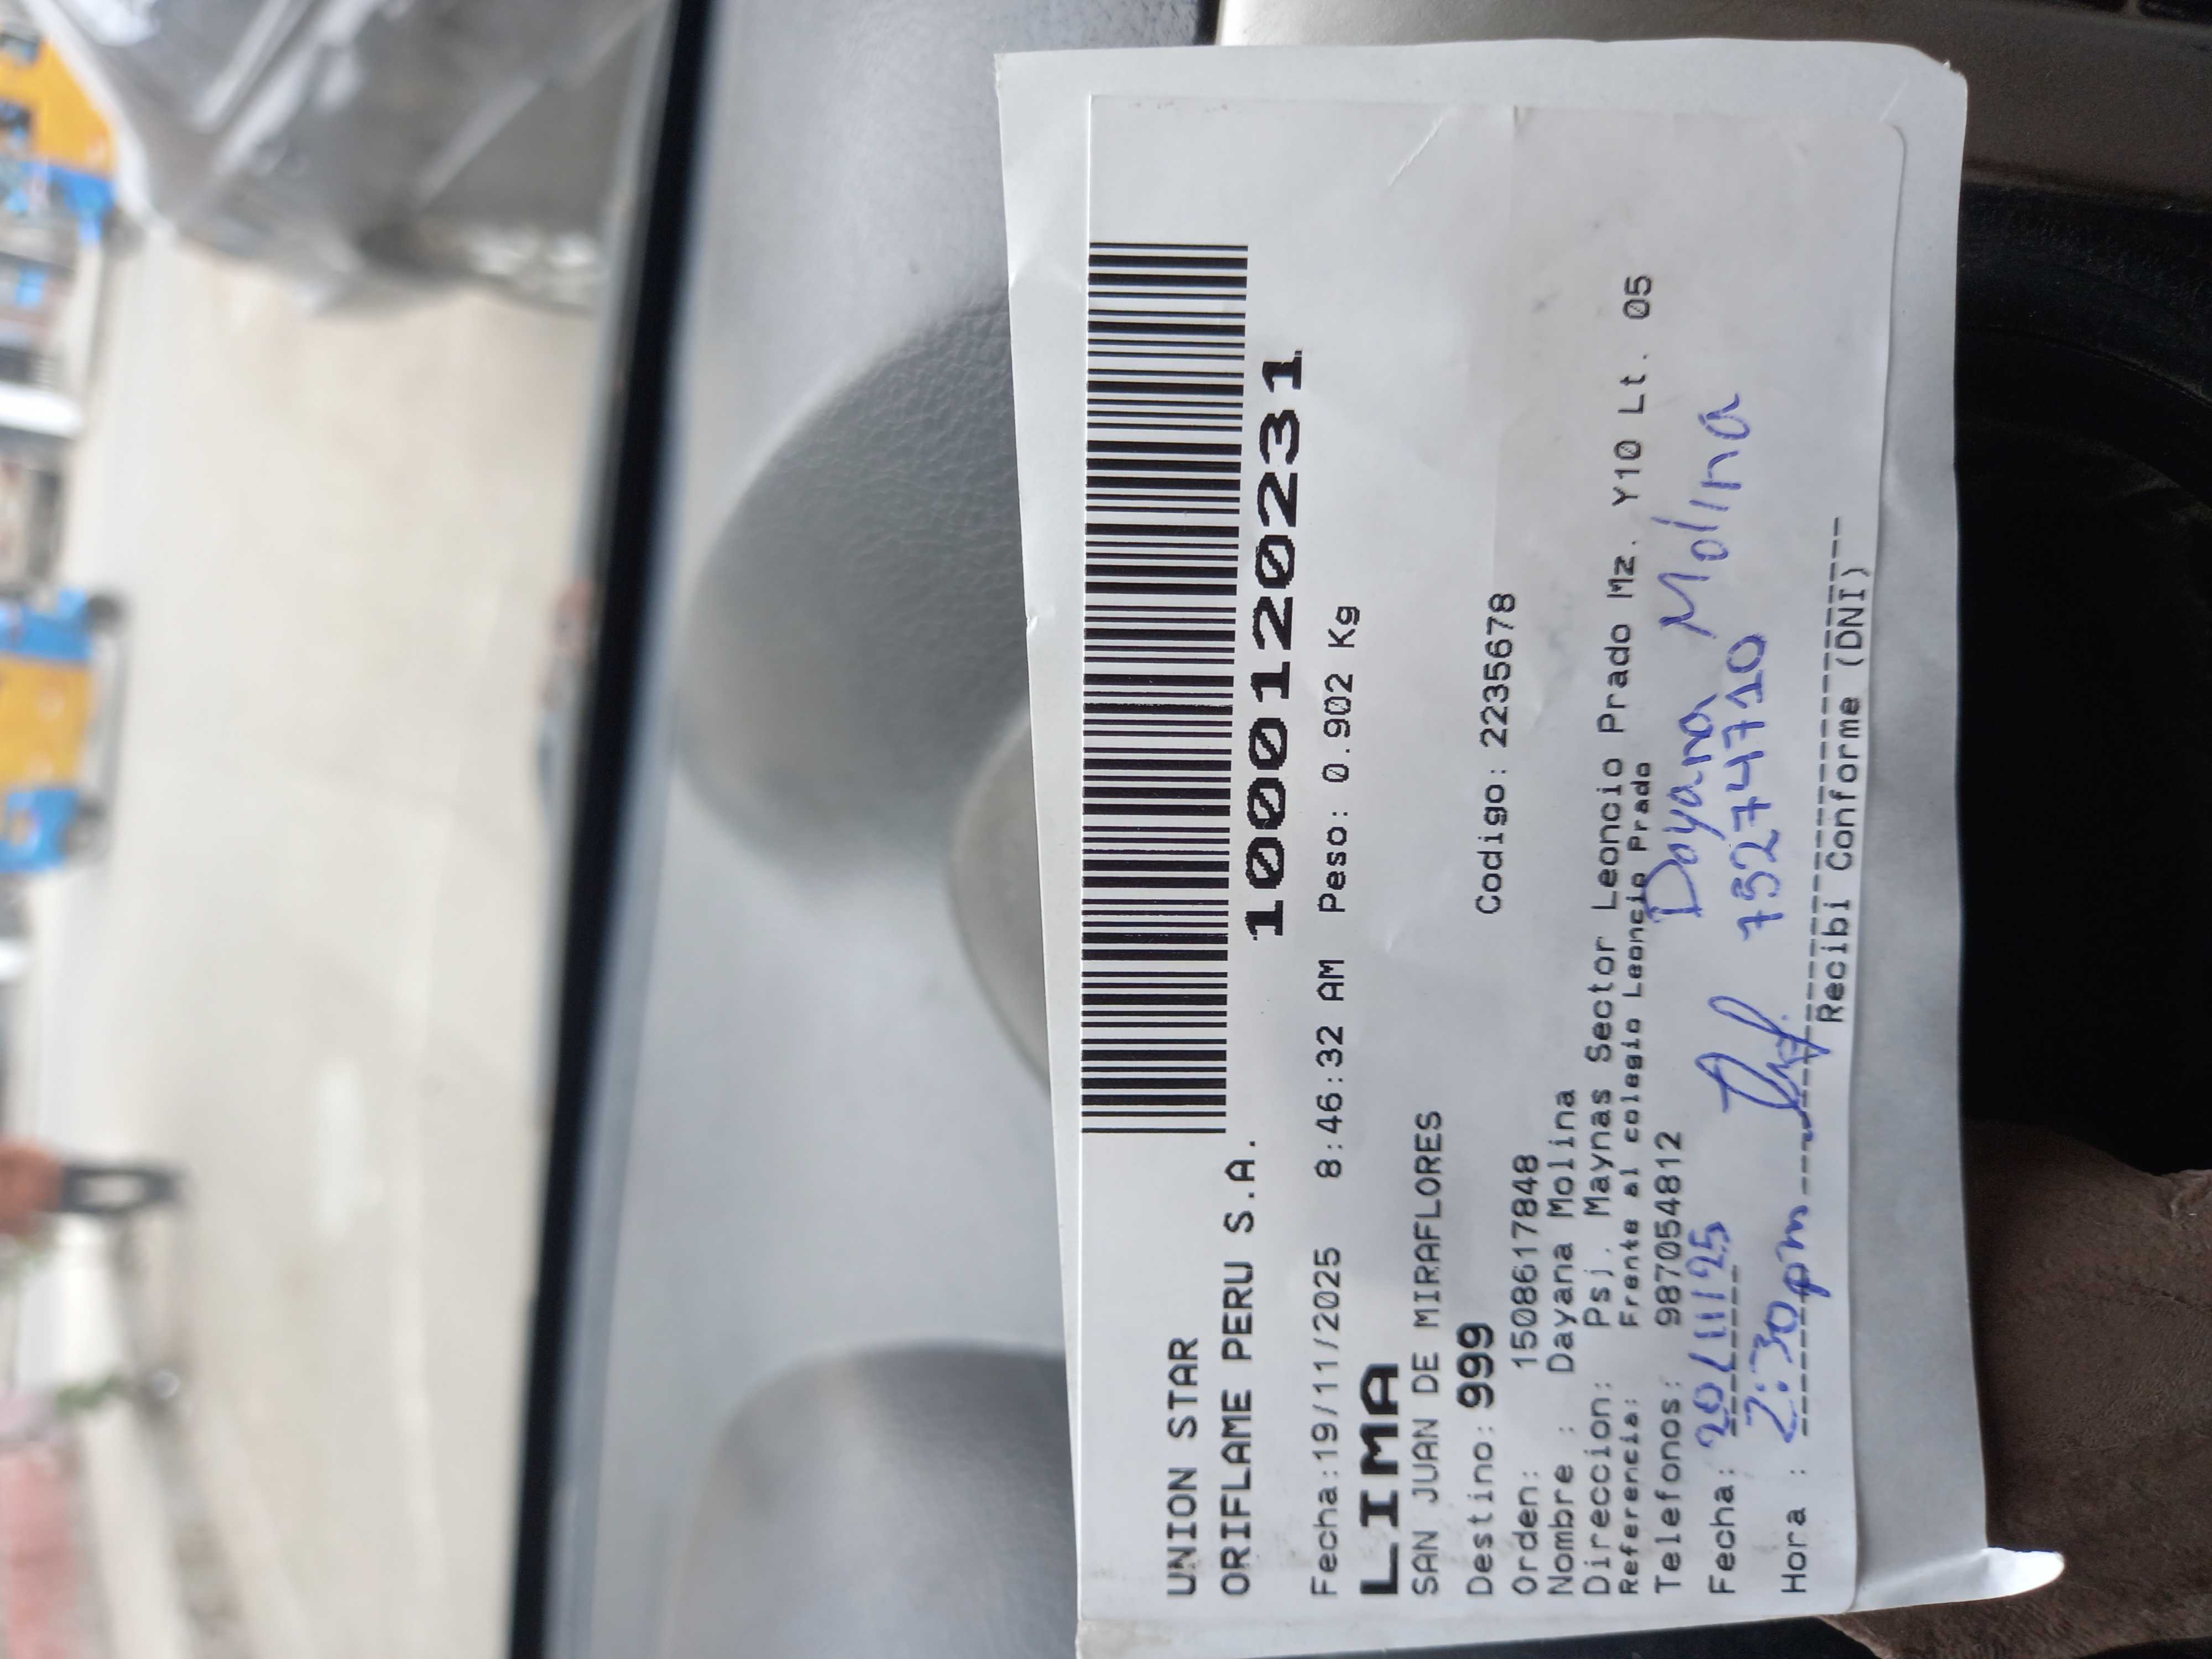 UNION STAR
ORIFLAME PERU S.A.
1000120231
Fecha:19/11/2025 8:46:32 AM Peso: 0.902 Kg
LIMA
SAN JUAN DE MIRAFLORES
Destino: 999 Codigo: 2235678
Orden: 1508617848
Nombre : Dayana Molina
Direccion: Psj. Maynas Sector Leoncio Prado Mz. Y10 Lt. 05
Referencia: Frente al colegio Leoncio Prado
Telefonos: 987054812
Dayana Molina
Fecha: 20/11/25
75274710
Hora : 2:30pm
Recibi Conforme (DNI)